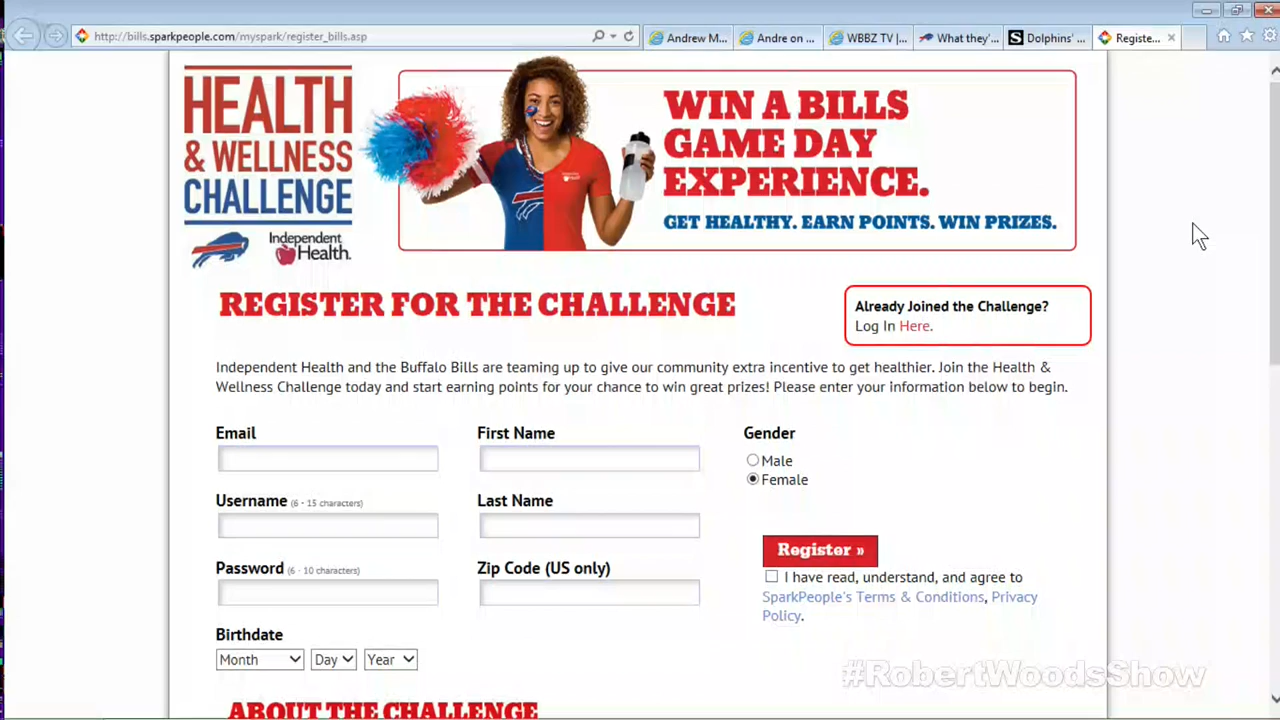 http://bills.sparkpeople.com/myspark/register_bills.asp
Andrew M...
Andre on ...
WBBZ TV |...
What they'...
Dolphins' ...
Registe...
HEALTH
& WELLNESS
CHALLENGE
Independent
Health.
WIN A BILLS
GAME DAY
EXPERIENCE.
GET HEALTHY. EARN POINTS. WIN PRIZES.
REGISTER FOR THE CHALLENGE
Already Joined the Challenge?
Log In Here.
Independent Health and the Buffalo Bills are teaming up to give our community extra incentive to get healthier. Join the Health &
Wellness Challenge today and start earning points for your chance to win great prizes! Please enter your information below to begin.
Email
First Name
Gender
Male
Female
Username (6 - 15 characters)
Last Name
Register »
Password (6 - 10 characters)
Zip Code (US only)
I have read, understand, and agree to
SparkPeople's Terms & Conditions, Privacy
Policy.
Birthdate
Month
Day
Year
#RobertWoodsShow
ABOUT THE CHALLENGE